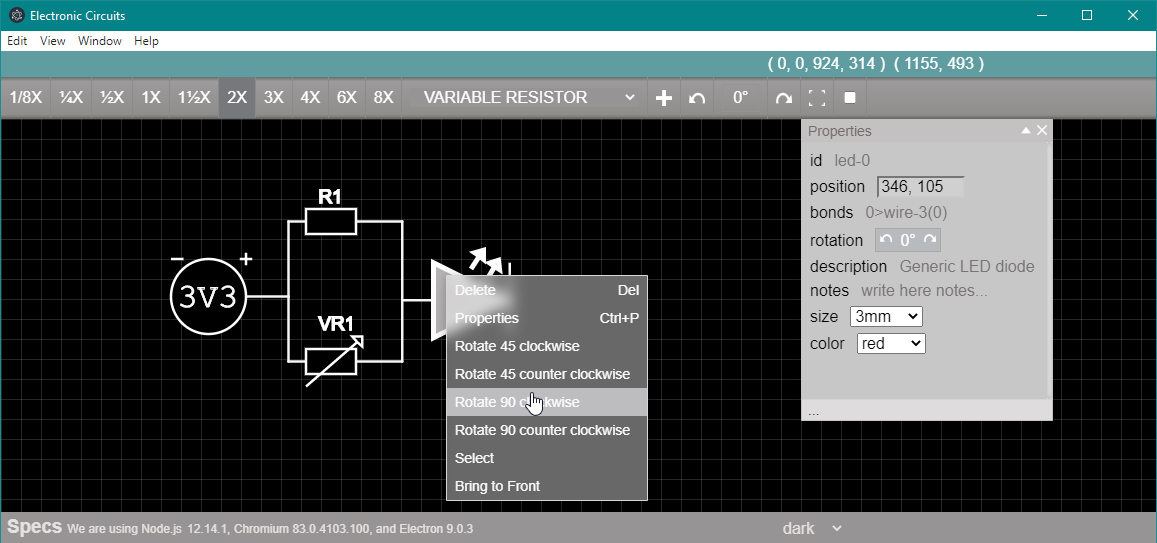 Electronic Circuits
Edit View Window Help
( 0, 0, 924, 314 ) ( 1155, 493 )
1/8X ¼X ½X 1X 1½X 2X 3X 4X 6X 8X VARIABLE RESISTOR 0°
Properties
id led-0
position 346, 105
bonds 0>wire-3(0)
rotation 0°
description Generic LED diode
notes write here notes...
size 3mm
color red
...
R1
- +
3V3
VR1
Delete Del
Properties Ctrl+P
Rotate 45 clockwise
Rotate 45 counter clockwise
Rotate 90 clockwise
Rotate 90 counter clockwise
Select
Bring to Front
Specs We are using Node.js 12.14.1, Chromium 83.0.4103.100, and Electron 9.0.3 dark